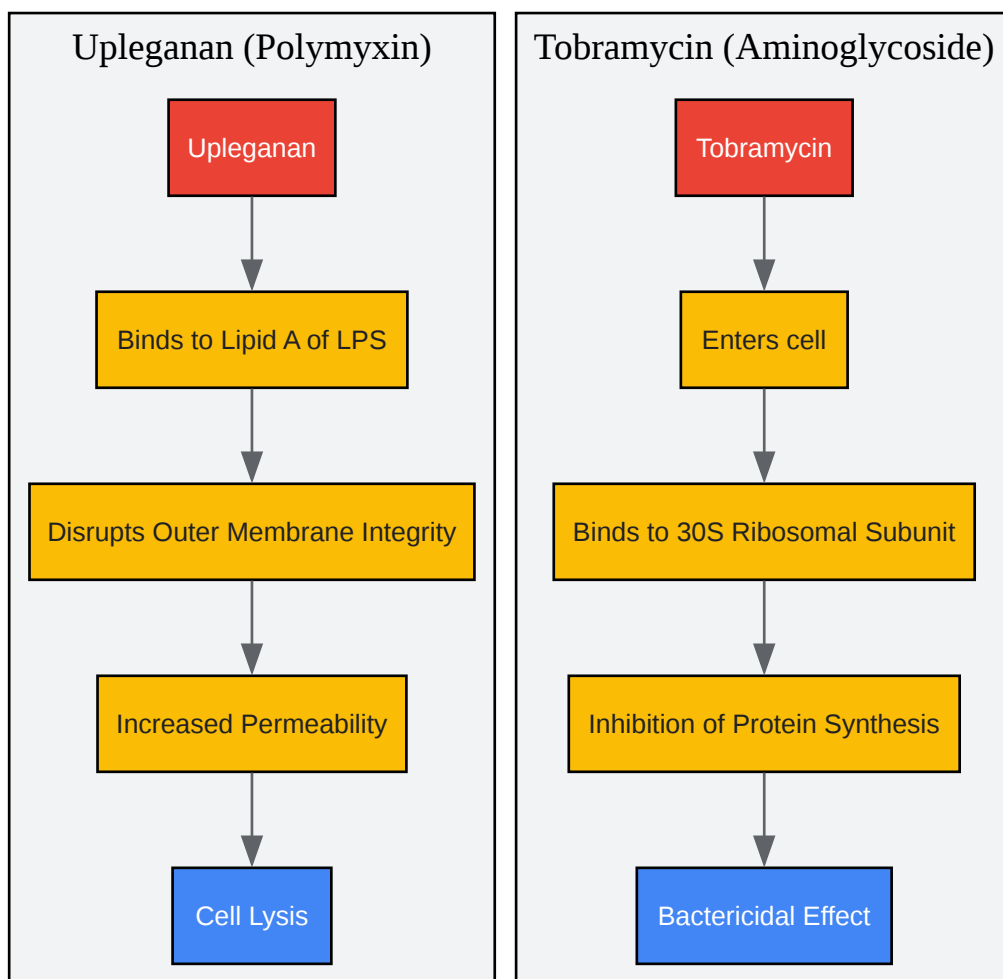 Upleganan (Polymyxin)
Upleganan
Binds to Lipid A of LPS
Disrupts Outer Membrane Integrity
Increased Permeability
Cell Lysis
Tobramycin (Aminoglycoside)
Tobramycin
Enters cell
Binds to 30S Ribosomal Subunit
Inhibition of Protein Synthesis
Bactericidal Effect